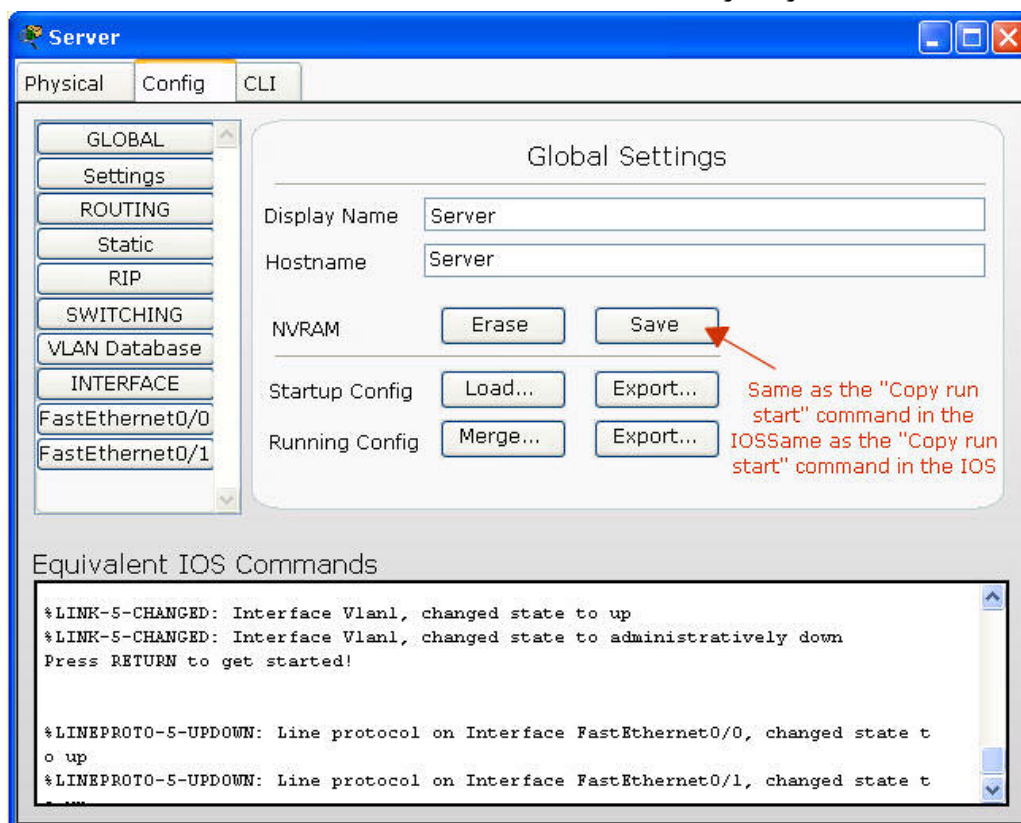 Server
Physical Config CLI
GLOBAL
Settings
ROUTING
Static
RIP
SWITCHING
VLAN Database
INTERFACE
FastEthernet0/0
FastEthernet0/1
Global Settings
Display Name Server
Hostname Server
NVRAM Erase Save
Startup Config Load... Export...
Running Config Merge... Export...
Same as the "Copy run
start" command in the
IOSSame as the "Copy run
start" command in the IOS
Equivalent IOS Commands
%LINK-5-CHANGED: Interface Vlan1, changed state to up
%LINK-5-CHANGED: Interface Vlan1, changed state to administratively down
Press RETURN to get started!
%LINEPROTO-5-UPDOWN: Line protocol on Interface FastEthernet0/0, changed state t
o up
%LINEPROTO-5-UPDOWN: Line protocol on Interface FastEthernet0/1, changed state t